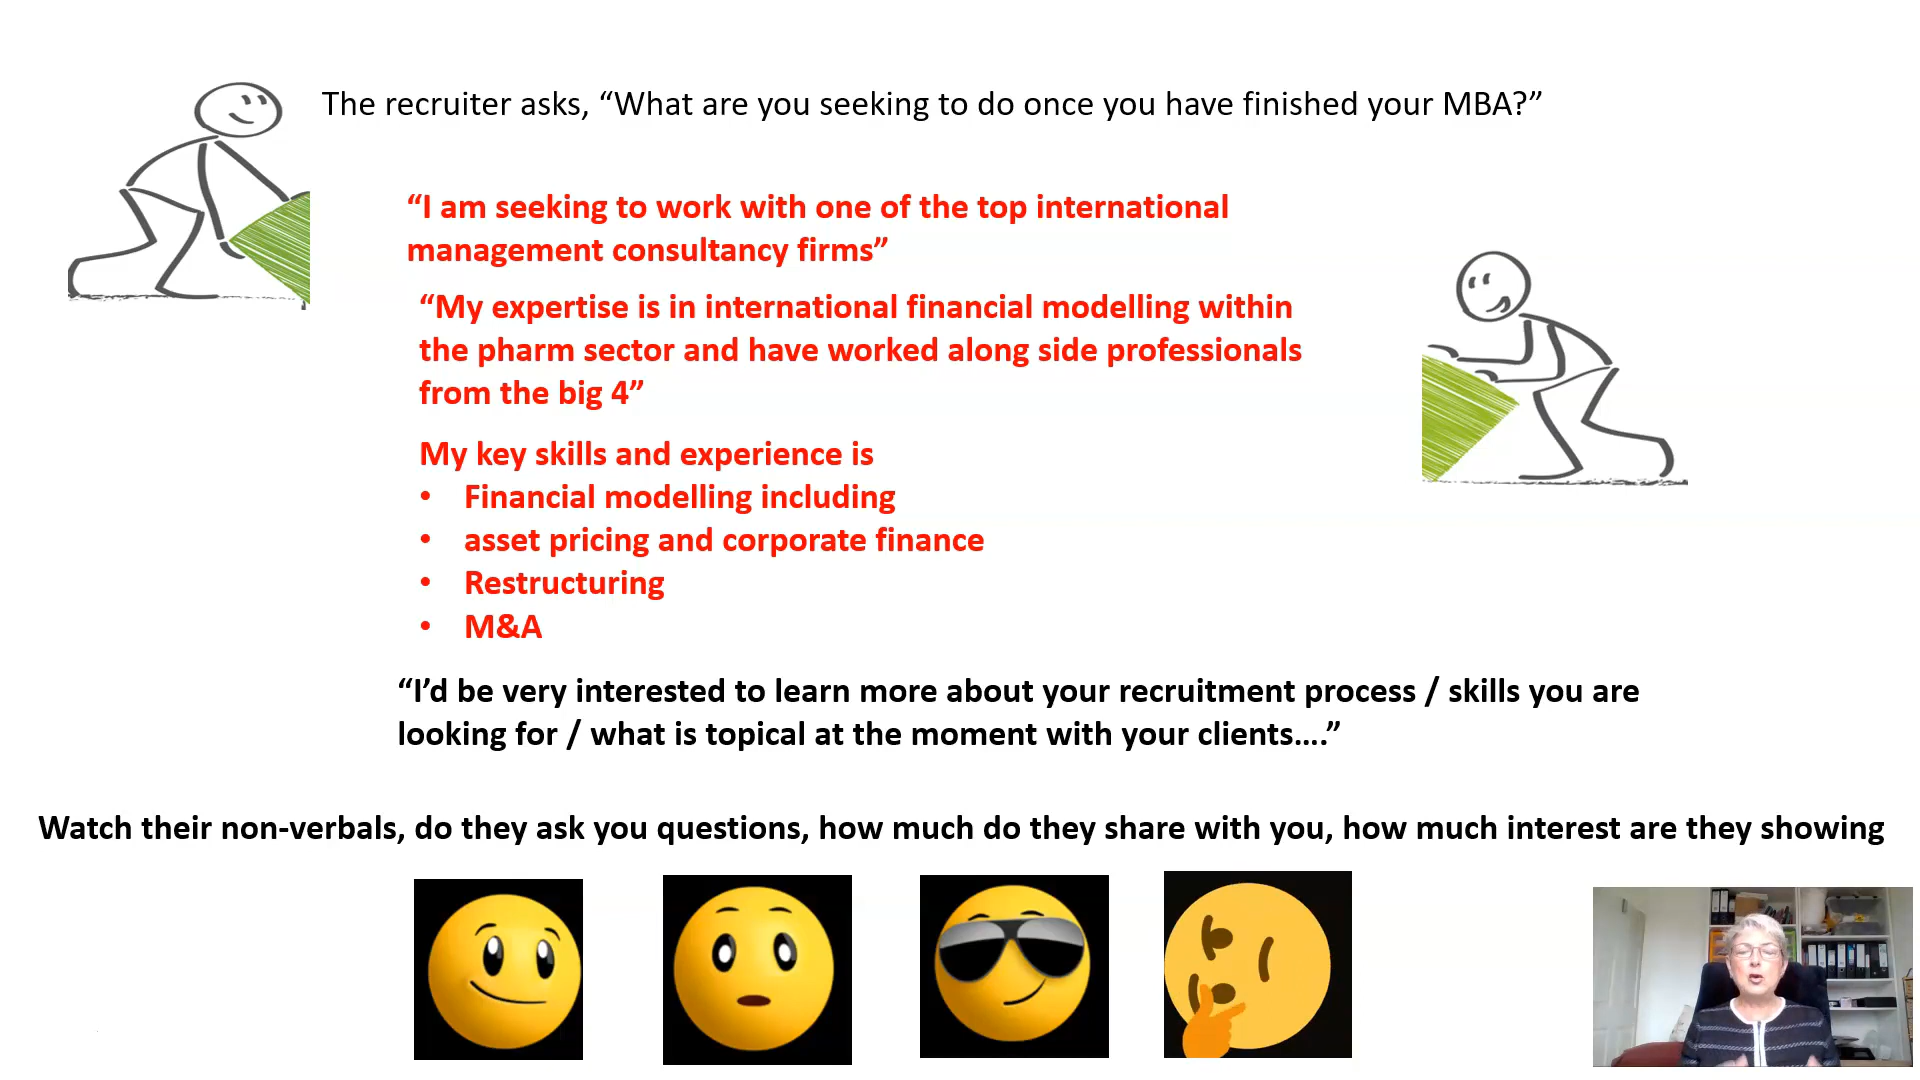 The recruiter asks, “What are you seeking to do once you have finished your MBA?”
“I am seeking to work with one of the top international
management consultancy firms”
“My expertise is in international financial modelling within
the pharm sector and have worked along side professionals
from the big 4”
My key skills and experience is
• Financial modelling including
• asset pricing and corporate finance
• Restructuring
• M&A
“I’d be very interested to learn more about your recruitment process / skills you are
looking for / what is topical at the moment with your clients….”
Watch their non-verbals, do they ask you questions, how much do they share with you, how much interest are they showing